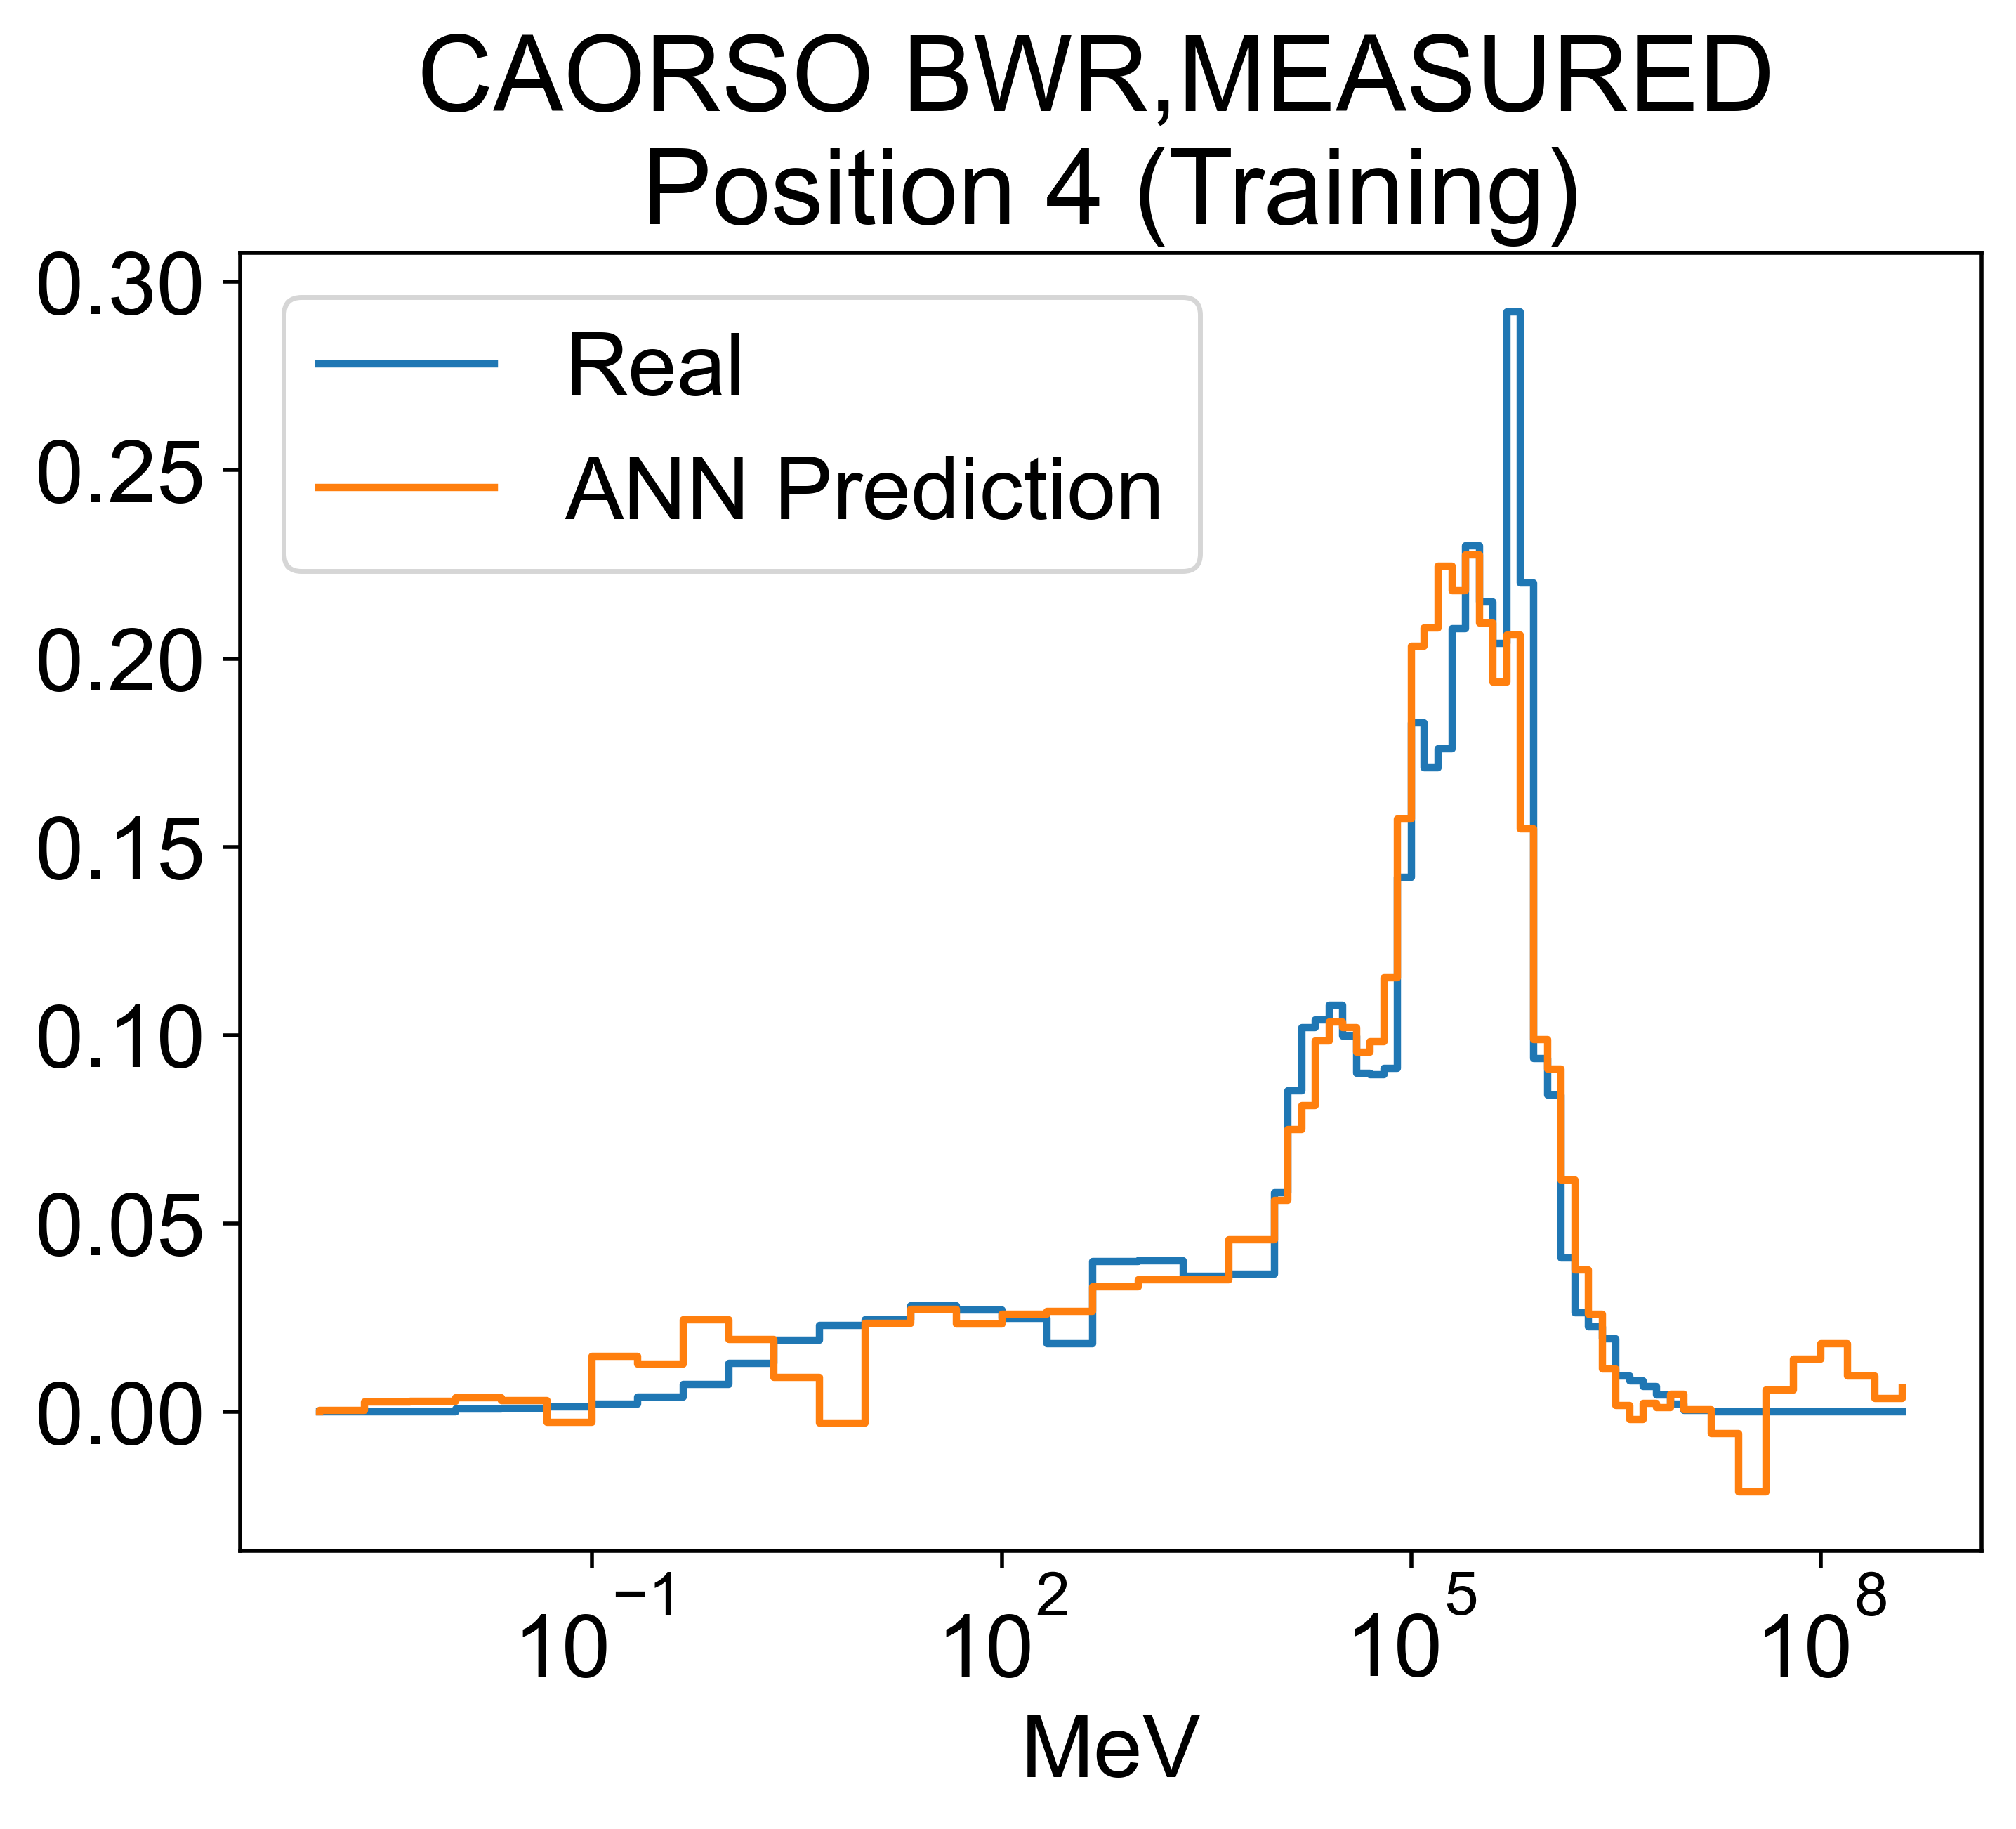 CAORSO BWR,MEASURED
Position 4 (Training)
Real
ANN Prediction
0.30
0.25
0.20
0.15
0.10
0.05
0.00
10⁻¹ 10² 10⁵ 10⁸
MeV